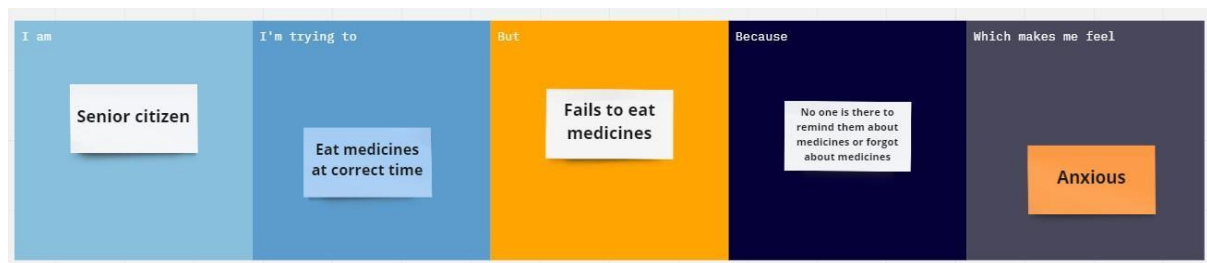 I am
Senior citizen
I'm trying to
Eat medicines
at correct time
But
Fails to eat
medicines
Because
No one is there to
remind them about
medicines or forgot
about medicines
Which makes me feel
Anxious